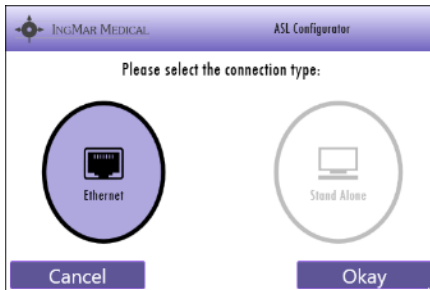 INGMAR MEDICAL
ASL Configurator
Please select the connection type:
Ethernet
Stand Alone
Cancel
Okay